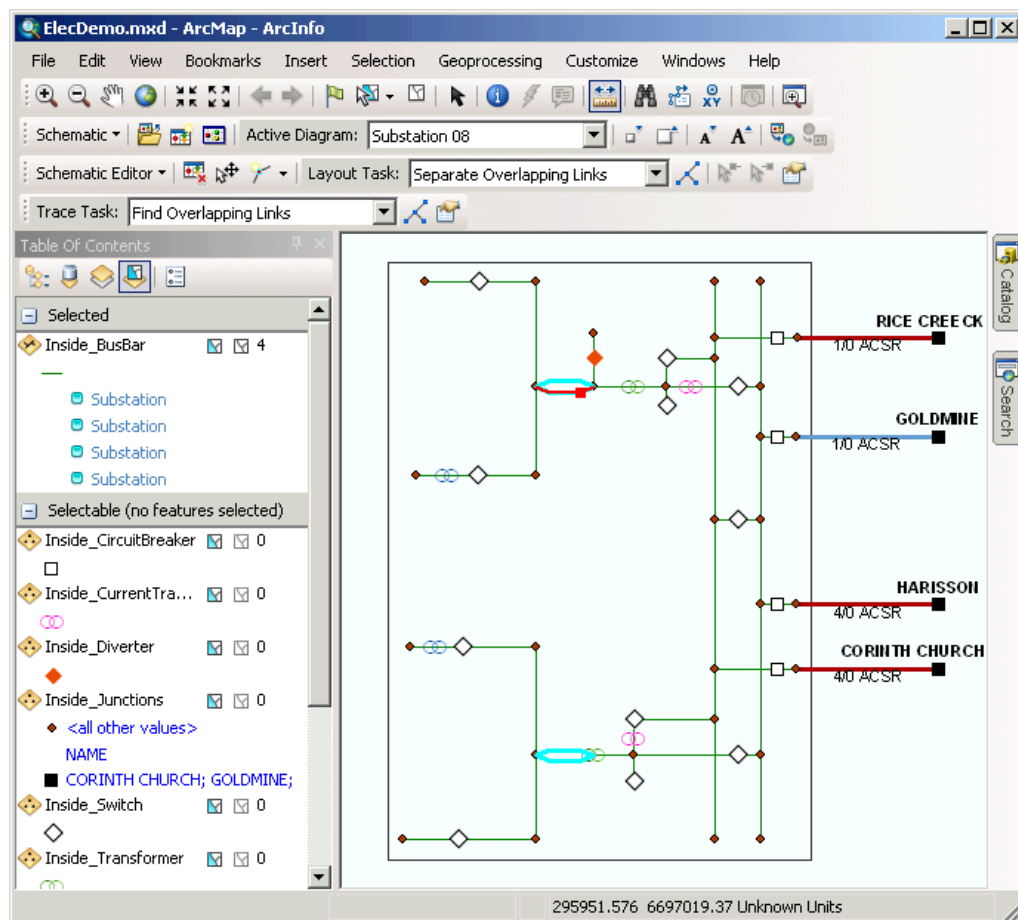 ElecDemo.mxd - ArcMap - ArcInfo
File Edit View Bookmarks Insert Selection Geoprocessing Customize Windows Help
XY
Schematic Active Diagram: Substation 08 A A
Schematic Editor Layout Task: Separate Overlapping Links
Trace Task: Find Overlapping Links
Table Of Contents
Selected
Inside_BusBar 4
Substation
Substation
Substation
Substation
Selectable (no features selected)
Inside_CircuitBreaker 0
Inside_CurrentTra... 0
Inside_Diverter 0
Inside_Junctions 0
<all other values>
NAME
CORINTH CHURCH; GOLDMINE;
Inside_Switch 0
Inside_Transformer 0
RICE CREECK
1/0 ACSR
GOLDMINE
1/0 ACSR
HARISSON
4/0 ACSR
CORINTH CHURCH
4/0 ACSR
Catalog
Search
295951.576 6697019.37 Unknown Units